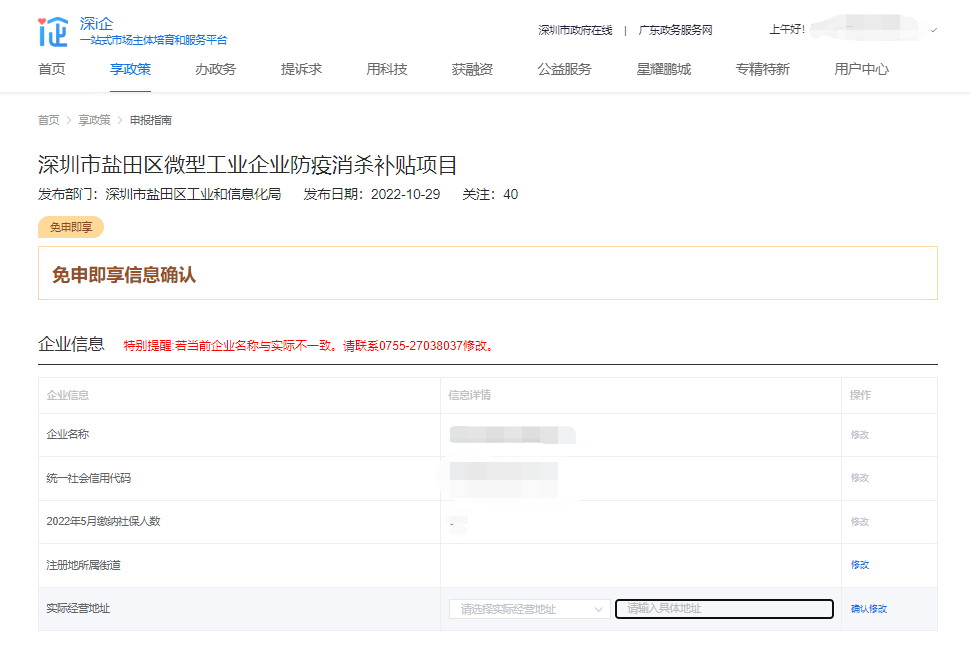 深i企
一站式市场主体培育和服务平台
深圳市政府在线 | 广东政务服务网
上午好!
首页 享政策 办政务 提诉求 用科技 获融资 公益服务 星耀鹏城 专精特新 用户中心
首页 > 享政策 > 申报指南
深圳市盐田区微型工业企业防疫消杀补贴项目
发布部门：深圳市盐田区工业和信息化局 发布日期：2022-10-29 关注：40
免申即享
免申即享信息确认
企业信息 特别提醒:若当前企业名称与实际不一致。请联系0755-27038037修改。
企业信息 信息详情 操作
企业名称 修改
统一社会信用代码 修改
2022年5月缴纳社保人数 修改
注册地所属街道 修改
实际经营地址 请选择实际经营地址 请输入具体地址 确认修改